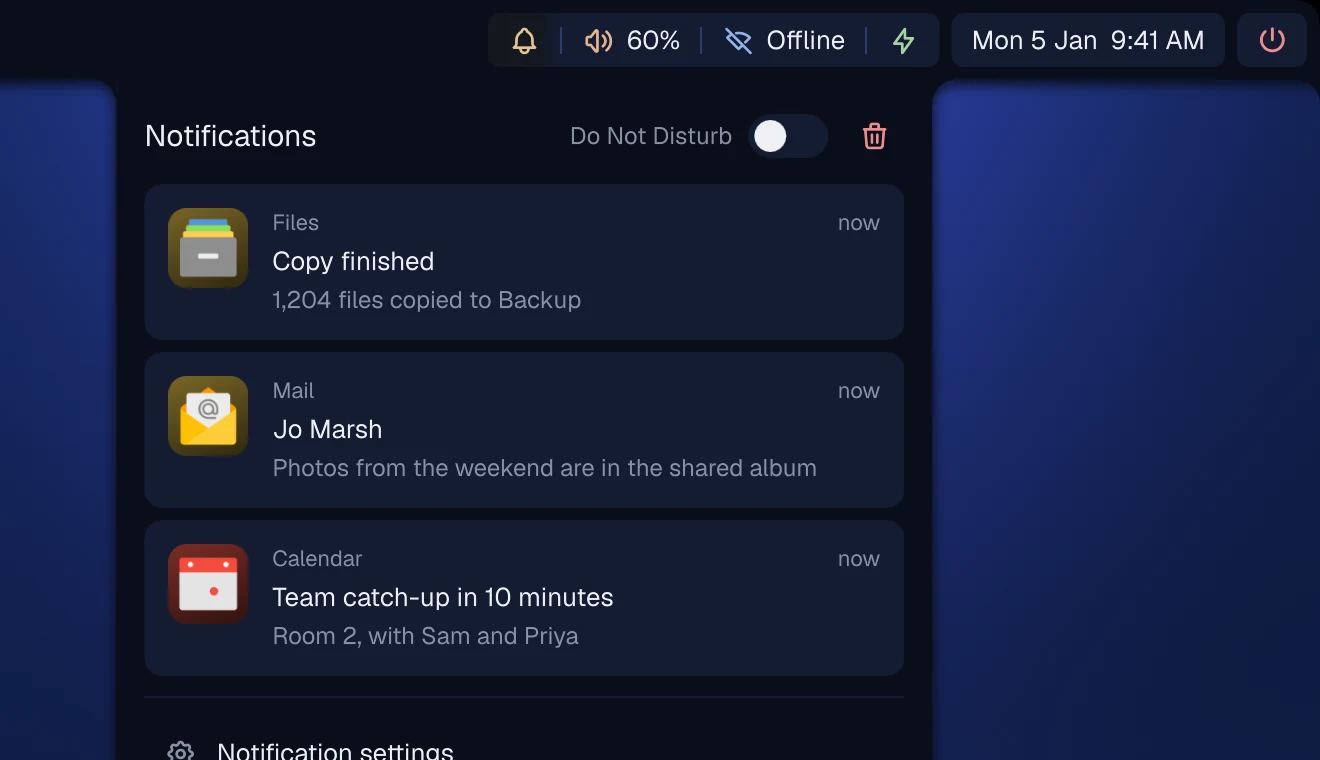 60% Offline Mon 5 Jan 9:41 AM
Notifications Do Not Disturb
Files now
Copy finished
1,204 files copied to Backup
@
Mail now
Jo Marsh
Photos from the weekend are in the shared album
Calendar now
Team catch-up in 10 minutes
Room 2, with Sam and Priya
Notification settings